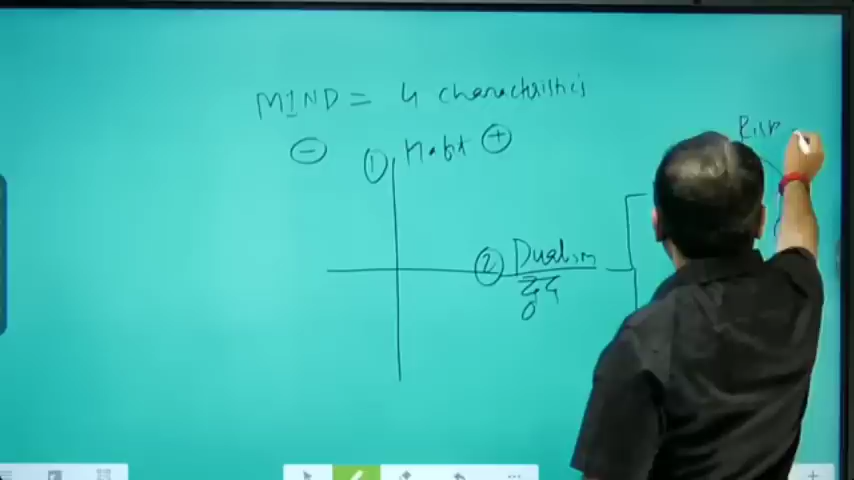 MIND = 4 characteristics
− ① Habit +
② Dualism
द्वंद्व